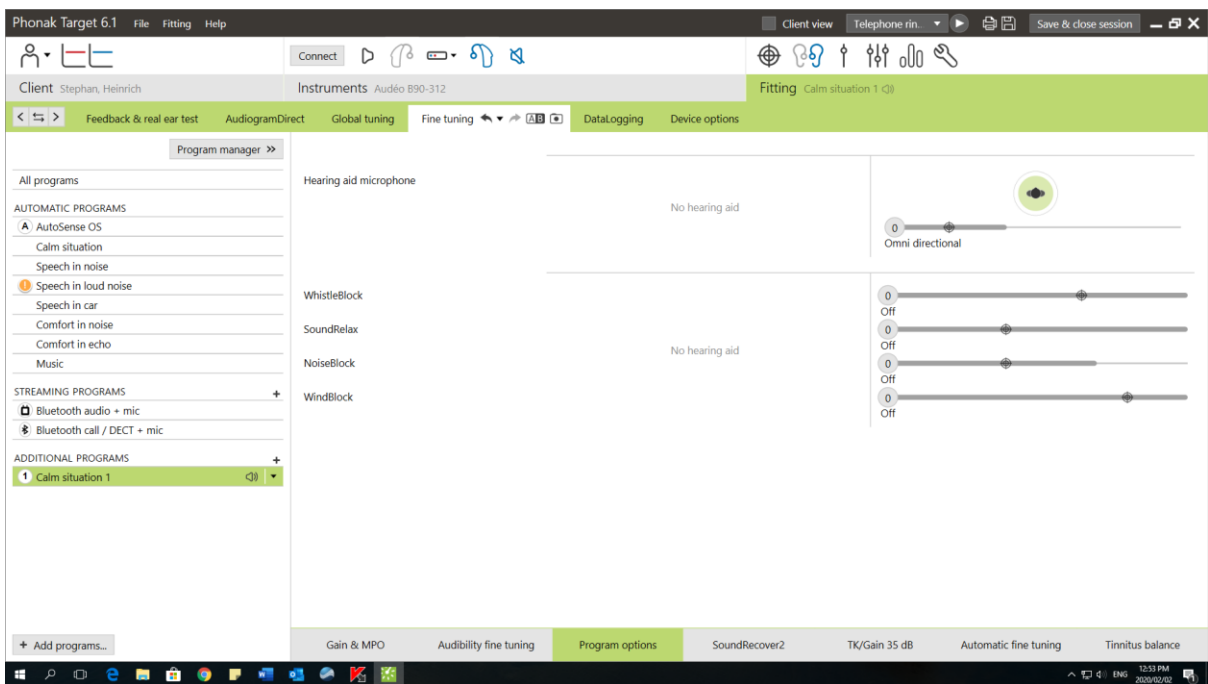 Phonak Target 6.1 File Fitting Help Client view Telephone rin.. Save & close session
Connect
Client Stephan, Heinrich Instruments Audéo B90-312 Fitting Calm situation 1
Feedback & real ear test AudiogramDirect Global tuning Fine tuning AB DataLogging Device options
Program manager »
All programs Hearing aid microphone
No hearing aid
AUTOMATIC PROGRAMS
A AutoSense OS 0
Calm situation Omni directional
Speech in noise
! Speech in loud noise
WhistleBlock 0
Speech in car Off
Comfort in noise SoundRelax 0
Comfort in echo Off
No hearing aid
Music NoiseBlock 0
Off
STREAMING PROGRAMS +
WindBlock 0
Bluetooth audio + mic Off
Bluetooth call / DECT + mic
ADDITIONAL PROGRAMS +
1 Calm situation 1
+ Add programs... Gain & MPO Audibility fine tuning Program options SoundRecover2 TK/Gain 35 dB Automatic fine tuning Tinnitus balance
ENG 12:53 PM
2020/02/02